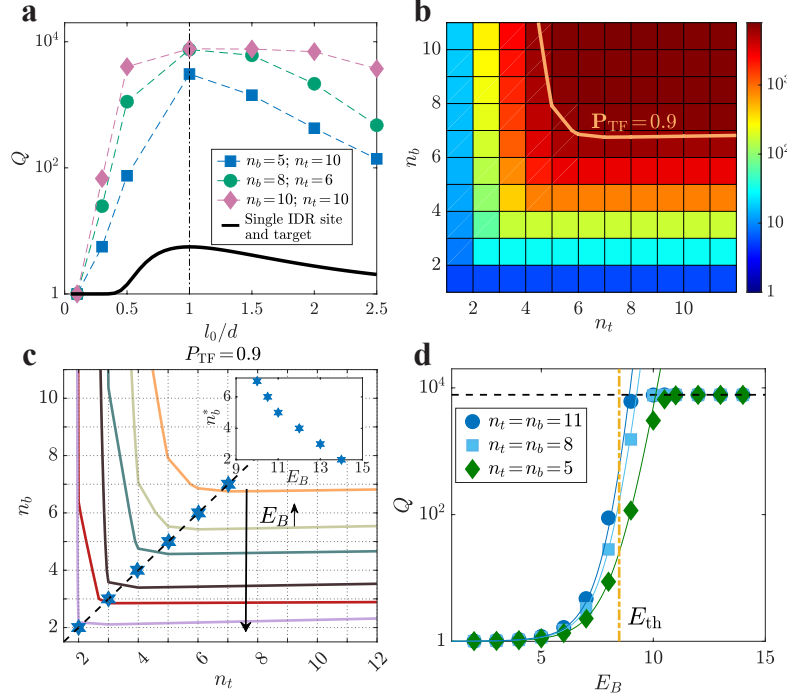 a
Q
10^4
10^2
1
n_b=5; n_t=10
n_b=8; n_t=6
n_b=10; n_t=10
Single IDR site
and target
0 0.5 1.0 1.5 2.0 2.5
l_0/d
b
n_b
10
8
6
4
2
P_TF=0.9
2 4 6 8 10
n_t
10^3
10^2
10
1
c
P_TF=0.9
n_b
10
8
6
4
2
n_b^*
6
4
2
9 11 13 15
E_B
E_B↑
2 4 6 8 10 12
n_t
d
Q
10^4
10^2
1
n_t=n_b=11
n_t=n_b=8
n_t=n_b=5
E_th
5 10 15
E_B